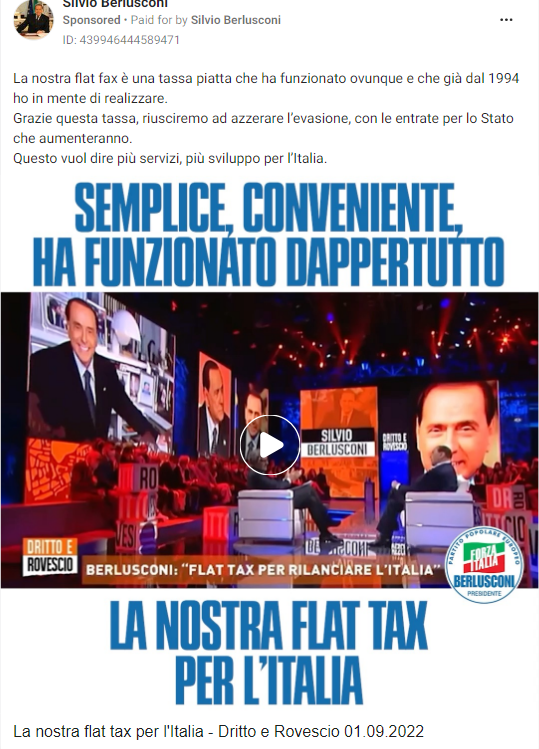 Silvio Berlusconi
Sponsored • Paid for by Silvio Berlusconi
ID: 439946444589471
La nostra flat fax è una tassa piatta che ha funzionato ovunque e che già dal 1994
ho in mente di realizzare.
Grazie questa tassa, riusciremo ad azzerare l’evasione, con le entrate per lo Stato
che aumenteranno.
Questo vuol dire più servizi, più sviluppo per l’Italia.
SEMPLICE, CONVENIENTE,
HA FUNZIONATO DAPPERTUTTO
SILVIO
BERLUSCONI
DRITTO E
ROVESCIO
RO
DR
DRITTO E
ROVESCIO
BERLUSCONI: “FLAT TAX PER RILANCIARE L’ITALIA”
PARTITO POPOLARE EUROPEO
FORZA
ITALIA
BERLUSCONI
PRESIDENTE
LA NOSTRA FLAT TAX
PER L’ITALIA
La nostra flat tax per l'Italia - Dritto e Rovescio 01.09.2022